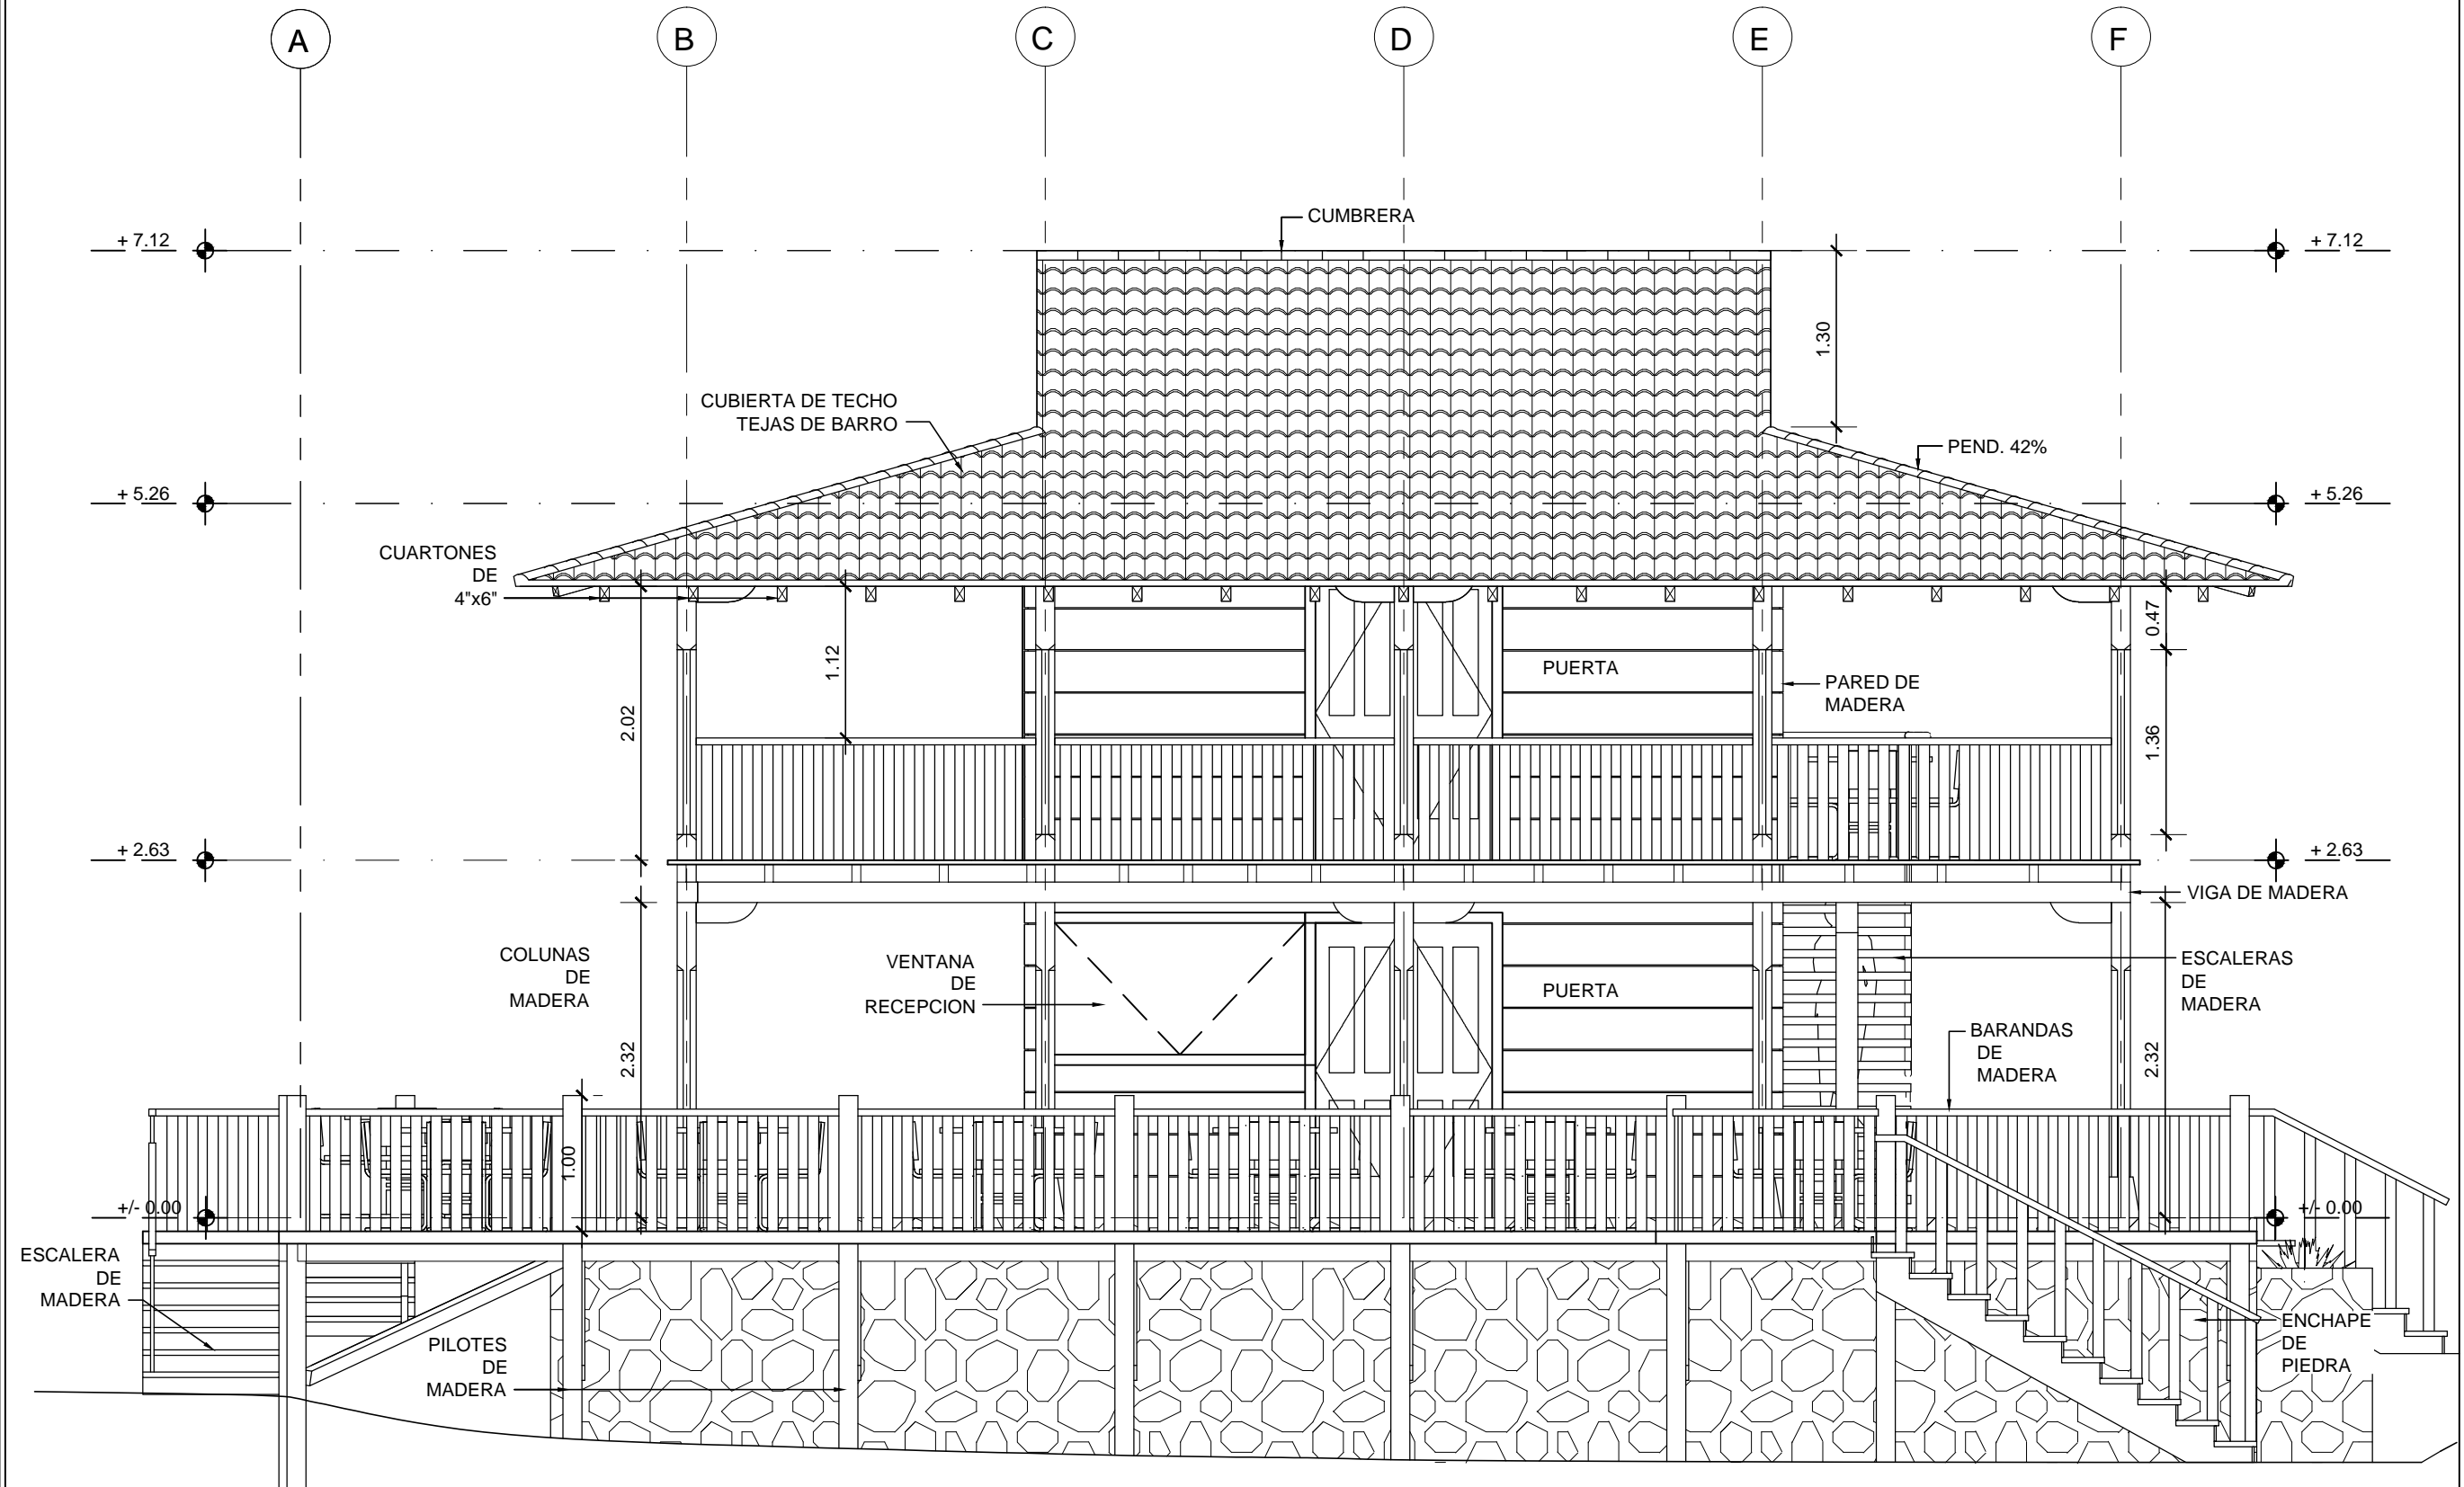 A
B
C
D
E
F
CUMBRERA
+ 7.12
+ 7.12
1.30
CUBIERTA DE TECHO
TEJAS DE BARRO
PEND. 42%
+ 5.26
+ 5.26
CUARTONES
DE
4"x6"
0.47
1.12
PUERTA
PARED DE
MADERA
2.02
1.36
+ 2.63
+ 2.63
VIGA DE MADERA
COLUNAS
DE
MADERA
VENTANA
DE
RECEPCION
PUERTA
ESCALERAS
DE
MADERA
BARANDAS
DE
MADERA
2.32
2.32
1.00
+/- 0.00
+/- 0.00
ESCALERA
DE
MADERA
PILOTES
DE
MADERA
ENCHAPE
DE
PIEDRA